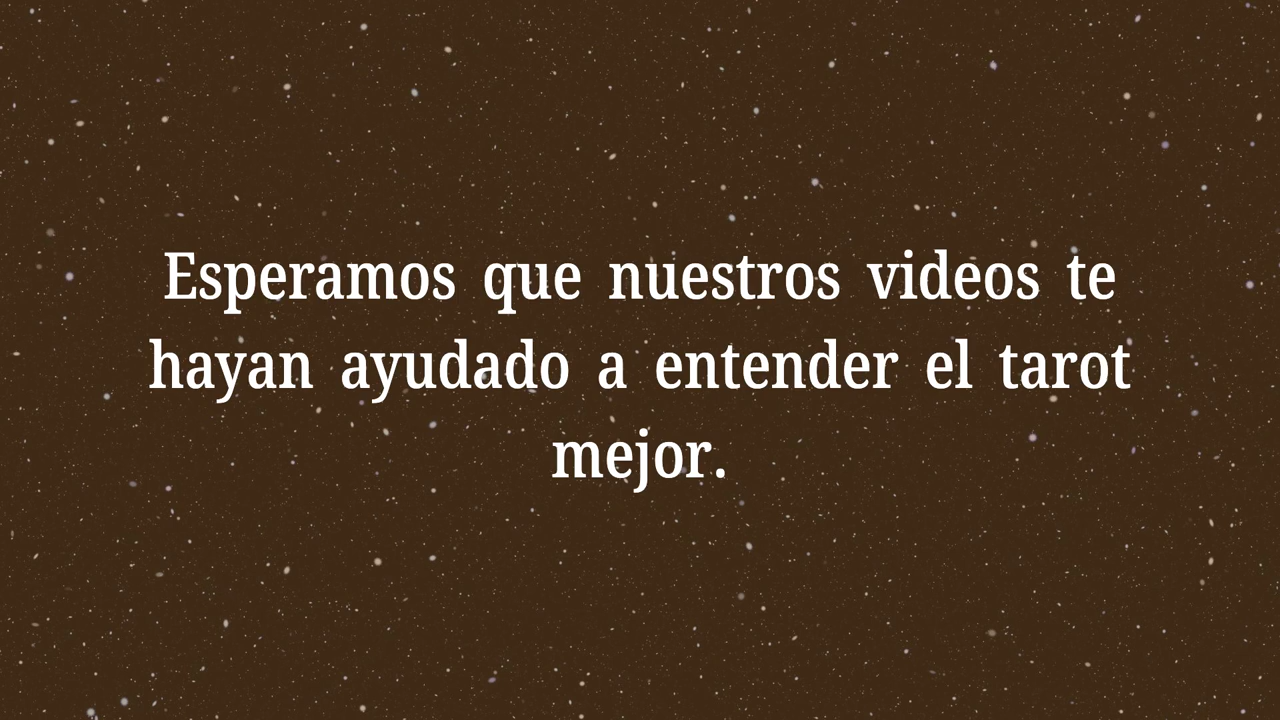 Esperamos que nuestros videos te
hayan ayudado a entender el tarot
mejor.